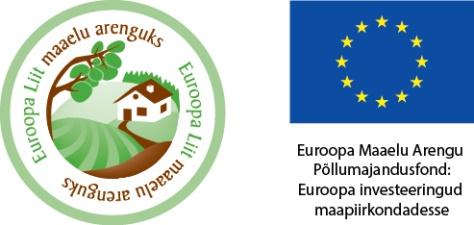 Euroopa Liit maaelu arenguks
Euroopa Liit maaelu arenguks
Euroopa Maaelu Arengu
Põllumajandusfond:
Euroopa investeeringud
maapiirkondadesse